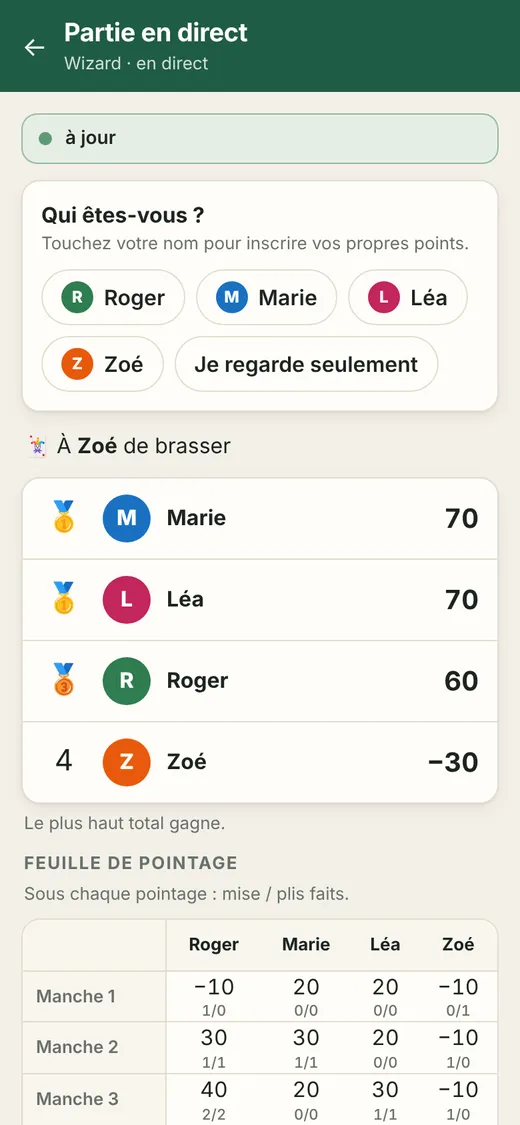 Partie en direct
Wizard · en direct
à jour
Qui êtes-vous ?
Touchez votre nom pour inscrire vos propres points.
R Roger M Marie L Léa
Z Zoé Je regarde seulement
À Zoé de brasser
1 M Marie 70
1 L Léa 70
3 R Roger 60
4 Z Zoé −30
Le plus haut total gagne.
FEUILLE DE POINTAGE
Sous chaque pointage : mise / plis faits.
Roger Marie Léa Zoé
Manche 1 −10 20 20 −10
1/0 0/0 0/0 0/1
Manche 2 30 30 20 −10
1/1 1/1 0/0 1/0
Manche 3 40 20 30 −10
2/2 0/0 1/1 1/0